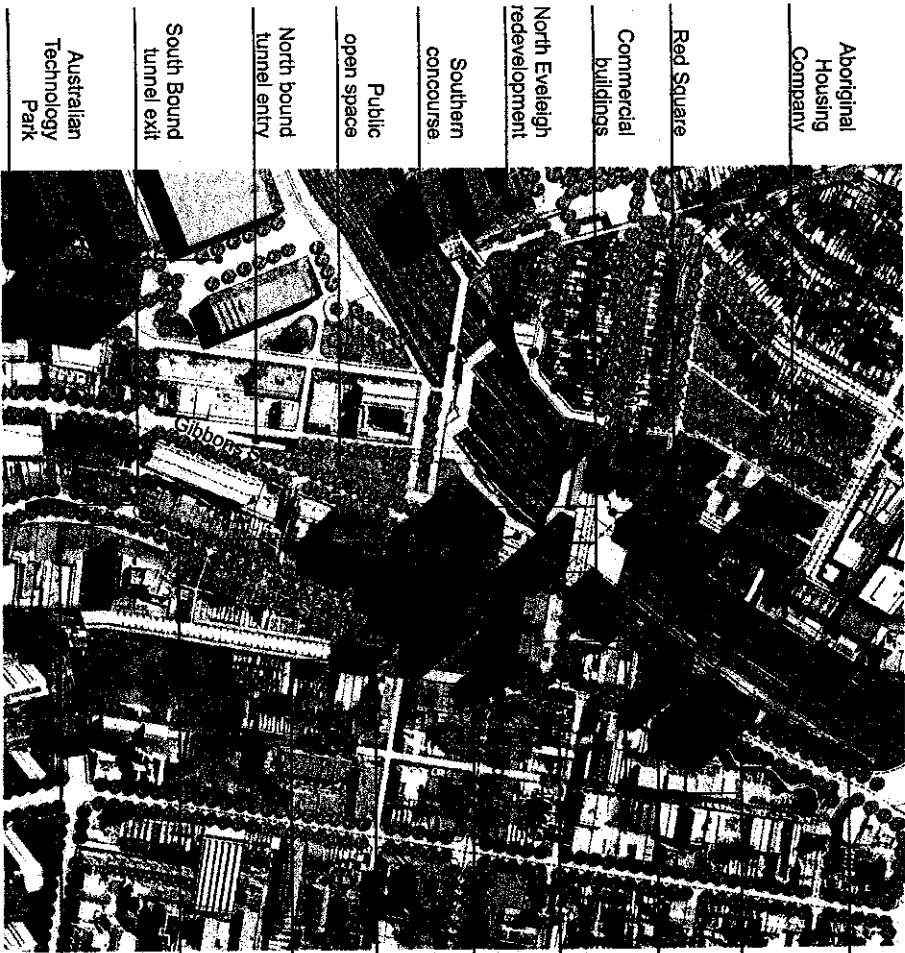 Aboriginal
Housing
Company
Red Square
Commercial
buildings
North Eveleigh
redevelopment
Southern
concourse
Public
open space
North bound
tunnel entry
South Bound
tunnel exit
Australian
Technology
Park
Gibbons